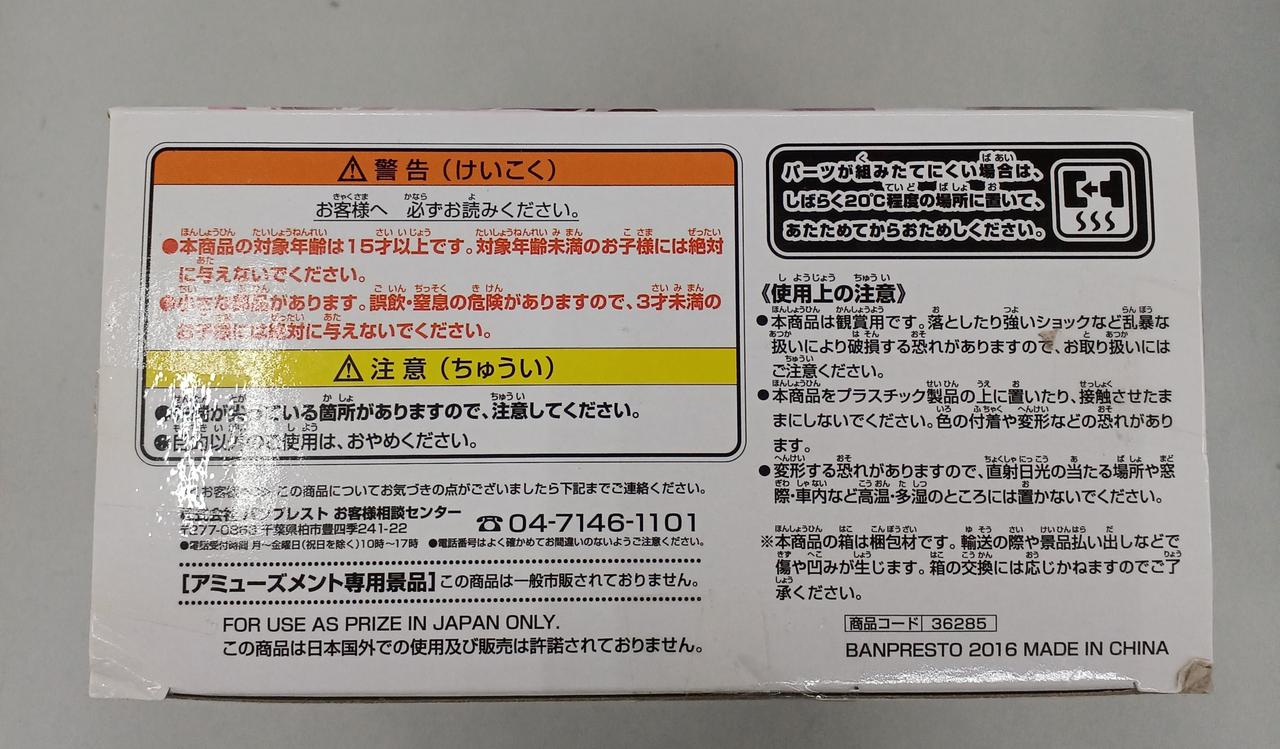 警告（けいこく）
お客様へ 必ずお読みください。
●本商品の対象年齢は15才以上です。対象年齢未満のお子様には絶対
に与えないでください。
●小さな部品があります。誤飲・窒息の危険がありますので、3才未満の
お子様には絶対に与えないでください。
注意（ちゅうい）
ている箇所がありますので、注意してください。
●目的以外のご使用は、おやめください。
この商品についてお気づきの点がございましたら下記までご連絡ください。
株式会社バンプレスト お客様相談センター
千葉県柏市豊四季241-22
☎04-7146-1101
●電話受付時間 月～金曜日(祝日を除く)10時～17時 ●電話番号はよく確かめてお間違いのないようご注意ください。
[アミューズメント専用景品]この商品は一般市販されておりません。
FOR USE AS PRIZE IN JAPAN ONLY.
この商品は日本国外での使用及び販売は許諾されておりません。
パーツが組みたてにくい場合は、
しばらく20℃程度の場所に置いて、
あたためてからおためしください。
《使用上の注意》
●本商品は観賞用です。落としたり強いショックなど乱暴な
扱いにより破損する恐れがありますので、お取り扱いには
ご注意ください。
●本商品をプラスチック製品の上に置いたり、接触させたま
まにしないでください。色の付着や変形などの恐れがあり
ます。
●変形する恐れがありますので、直射日光の当たる場所や窓
際・車内など高温・多湿のところには置かないでください。
※本商品の箱は梱包材です。輸送の際や景品払い出しなどで
傷や凹みが生じます。箱の交換には応じかねますのでご了
承ください。
商品コード 36285
BANPRESTO 2016 MADE IN CHINA